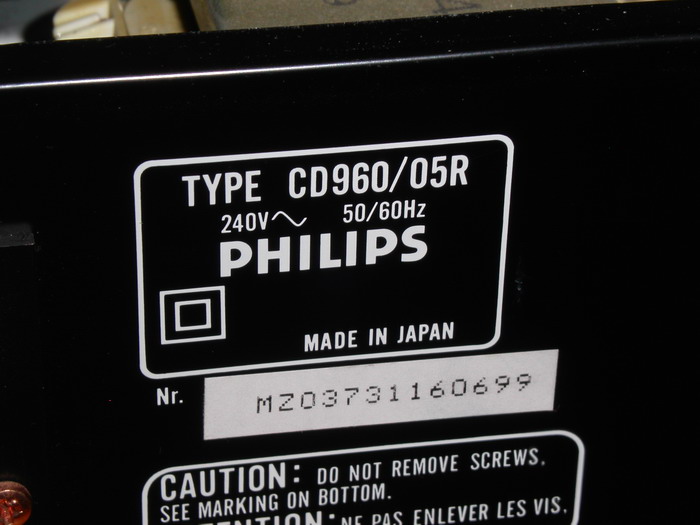 TYPE CD960/05R
240V~ 50/60Hz
PHILIPS
MADE IN JAPAN
Nr. MZ03731160699
CAUTION: DO NOT REMOVE SCREWS.
SEE MARKING ON BOTTOM.
NE PAS ENLEVER LES VIS,